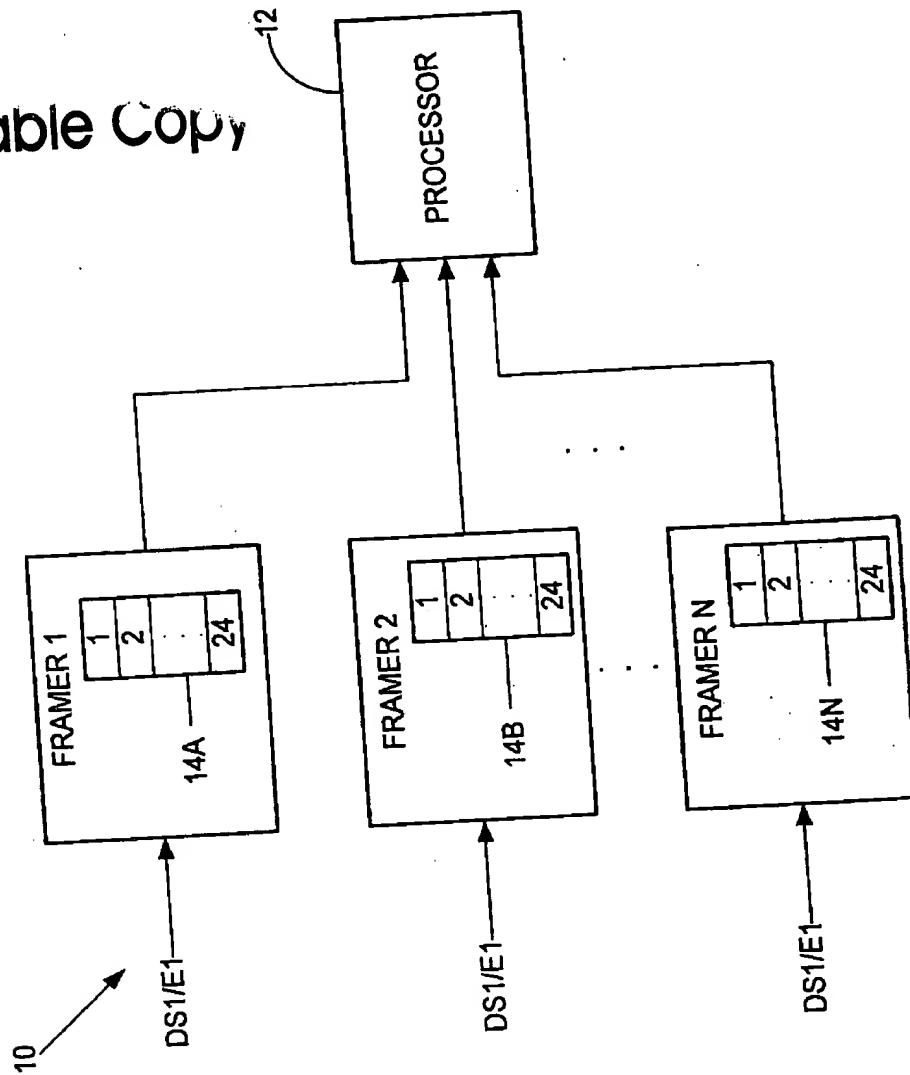 able Copy
10
12
PROCESSOR
DS1/E1
FRAMER 1
14A
1
2
. . .
24
DS1/E1
FRAMER 2
14B
1
2
. . .
24
. . .
. . .
DS1/E1
FRAMER N
14N
1
2
. . .
24